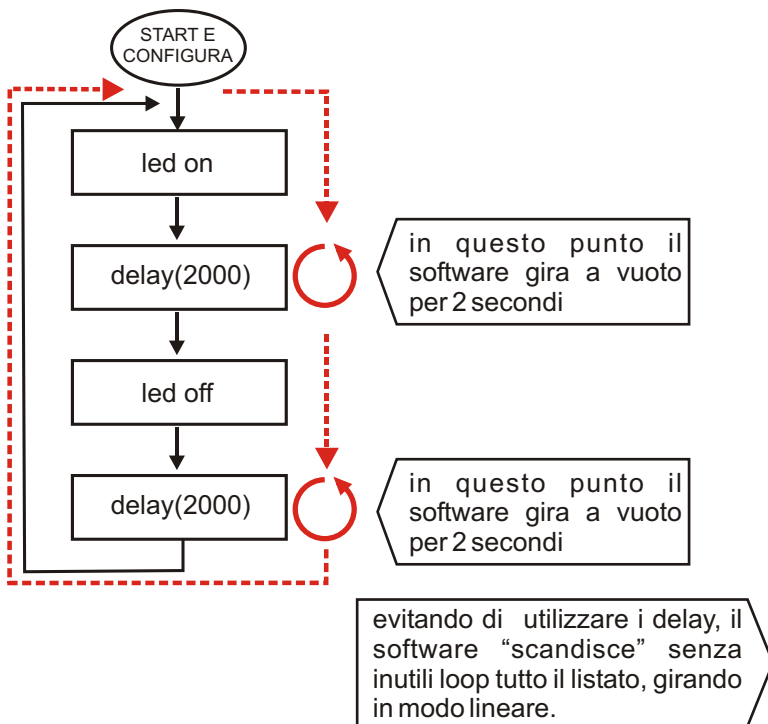 START E
CONFIGURA
led on
delay(2000)
in questo punto il
software gira a vuoto
per 2 secondi
led off
delay(2000)
in questo punto il
software gira a vuoto
per 2 secondi
evitando di utilizzare i delay, il
software “scandisce” senza
inutili loop tutto il listato, girando
in modo lineare.